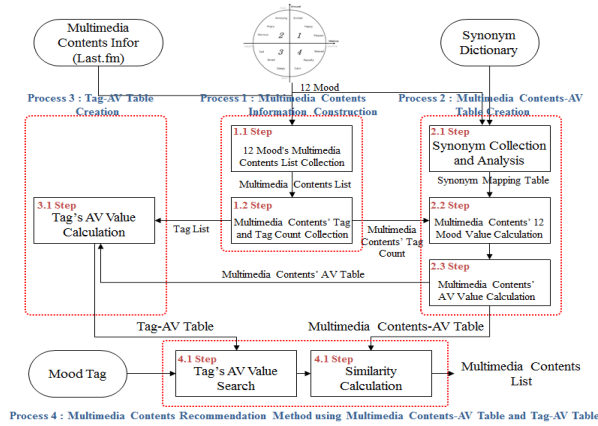 Multimedia
Contents Infor
(Last.fm)
2 1
3 4
Synonym
Dictionary
12 Mood
Process 3 : Tag-AV Table
Creation
Process 1 : Multimedia Contents
Information Construction
Process 2 : Multimedia Contents-AV
Table Creation
1.1 Step
12 Mood's Multimedia
Contents List Collection
2.1 Step
Synonym Collection
and Analysis
Multimedia Contents List
Synonym Mapping Table
3.1 Step
Tag's AV Value
Calculation
Tag List
1.2 Step
Multimedia Contents' Tag
and Tag Count Collection
Multimedia
Contents' Tag
Count
2.2 Step
Multimedia Contents' 12
Mood Value Calculation
Multimedia Contents' AV Table
2.3 Step
Multimedia Contents'
AV Value Calculation
Tag-AV Table
Multimedia Contents-AV Table
Mood Tag
4.1 Step
Tag's AV Value
Search
4.1 Step
Similarity
Calculation
Multimedia Contents
List
Process 4 : Multimedia Contents Recommendation Method using Multimedia Contents-AV Table and Tag-AV Table